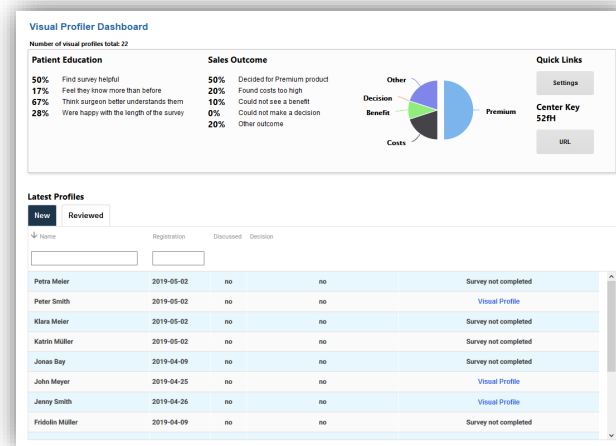 Visual Profiler Dashboard
Number of visual profiles total: 22
Patient Education
50% Find survey helpful
17% Feel they know more than before
67% Think surgeon better understands them
28% Were happy with the length of the survey
Sales Outcome
50% Decided for Premium product
20% Found costs too high
10% Could not see a benefit
0% Could not make a decision
20% Other outcome
Other
Decision
Benefit
Costs
Premium
Quick Links
Settings
Center Key
52fH
URL
Latest Profiles
New Reviewed
Name Registration Discussed Decision
Petra Meier 2019-05-02 no no Survey not completed
Peter Smith 2019-05-02 no no Visual Profile
Klara Meier 2019-05-02 no no Survey not completed
Katrin Müller 2019-05-02 no no Survey not completed
Jonas Bay 2019-04-09 no no Survey not completed
John Meyer 2019-04-25 no no Visual Profile
Jenny Smith 2019-04-26 no no Visual Profile
Fridolin Müller 2019-04-09 no no Survey not completed